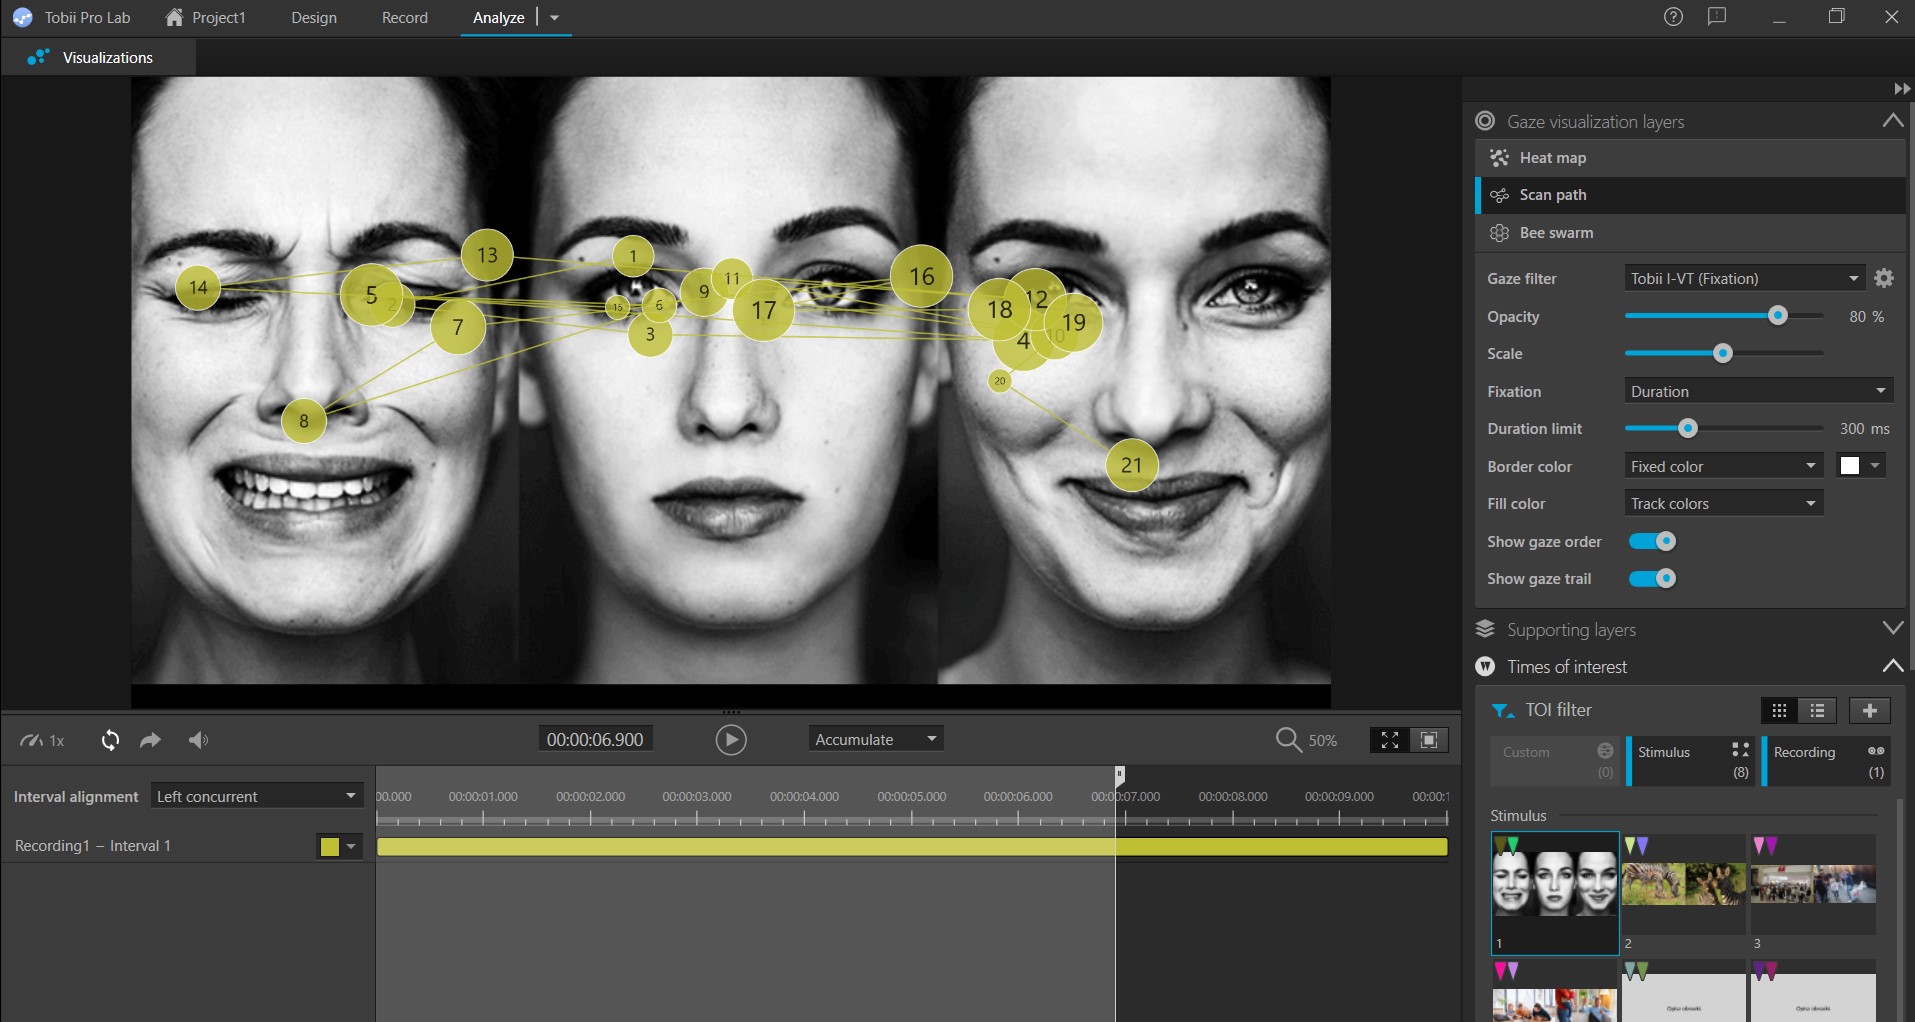 Tobii Pro Lab Project1 Design Record Analyze
Visualizations
Gaze visualization layers
Heat map
Scan path
Bee swarm
Gaze filter Tobii I-VT (Fixation)
Opacity 80 %
Scale
Fixation Duration
Duration limit 300 ms
Border color Fixed color
Fill color Track colors
Show gaze order
Show gaze trail
Supporting layers
Times of interest
TOI filter
Custom (0) Stimulus (8) Recording (1)
Stimulus
1 2 3
13 1
14 5 2 15 6 9 11 16
7 3 17 18 12 19
4 10
20
8
21
1x 00:00:06.900 Accumulate 50%
Interval alignment Left concurrent
00.000 00:00:01.000 00:00:02.000 00:00:03.000 00:00:04.000 00:00:05.000 00:00:06.000 00:00:07.000 00:00:08.000 00:00:09.000 00:00:1
Recording1 – Interval 1